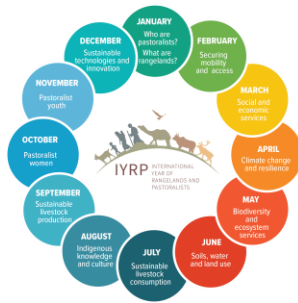 JANUARY
Who are
pastoralists?
What are
rangelands?
FEBRUARY
Securing
mobility and access
MARCH
Social and
economic
services
APRIL
Climate change
and resilience
MAY
Biodiversity
and ecosystem
services
JUNE
Soils, water
and land use
JULY
Sustainable
livestock
consumption
AUGUST
Indigenous
knowledge
and culture
SEPTEMBER
Sustainable
livestock
production
OCTOBER
Pastoralist
women
NOVEMBER
Pastoralist
youth
DECEMBER
Sustainable
technologies and
innovation
IYRP
INTERNATIONAL
YEAR OF
RANGELANDS AND
PASTORALISTS